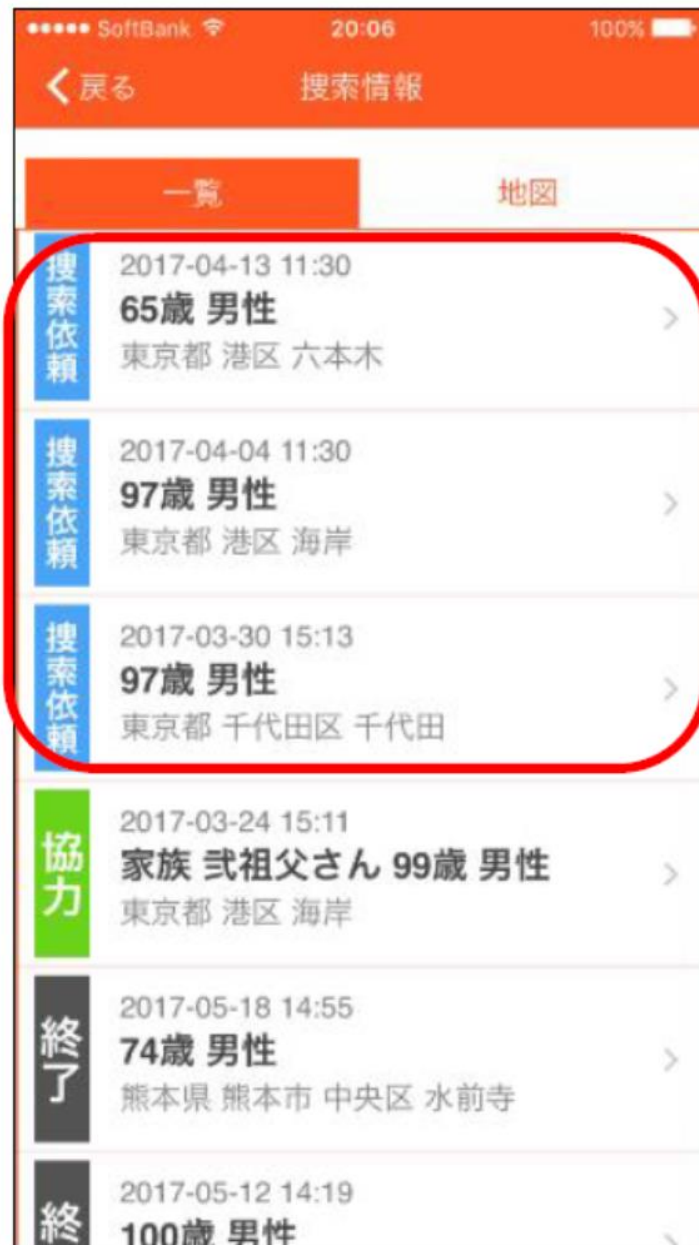 SoftBank 20:06 100%
戻る 捜索情報
一覧 地図
捜索依頼
2017-04-13 11:30
65歳 男性
東京都 港区 六本木
捜索依頼
2017-04-04 11:30
97歳 男性
東京都 港区 海岸
捜索依頼
2017-03-30 15:13
97歳 男性
東京都 千代田区 千代田
協力
2017-03-24 15:11
家族 弐祖父さん 99歳 男性
東京都 港区 海岸
終了
2017-05-18 14:55
74歳 男性
熊本県 熊本市 中央区 水前寺
終
2017-05-12 14:19
100歳 男性